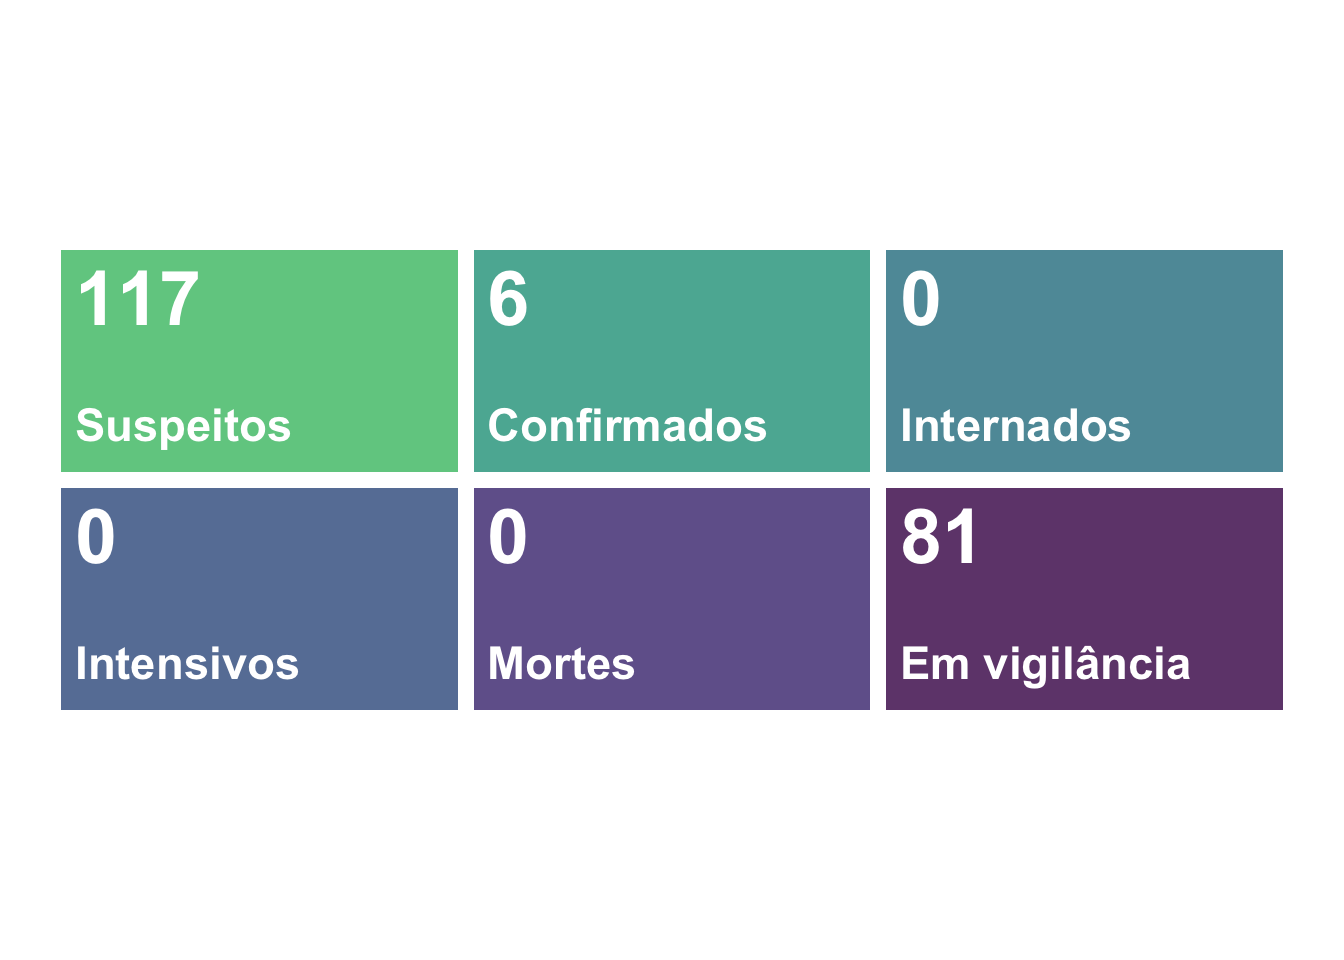 117
Suspeitos
6
Confirmados
0
Internados
0
Intensivos
0
Mortes
81
Em vigilância